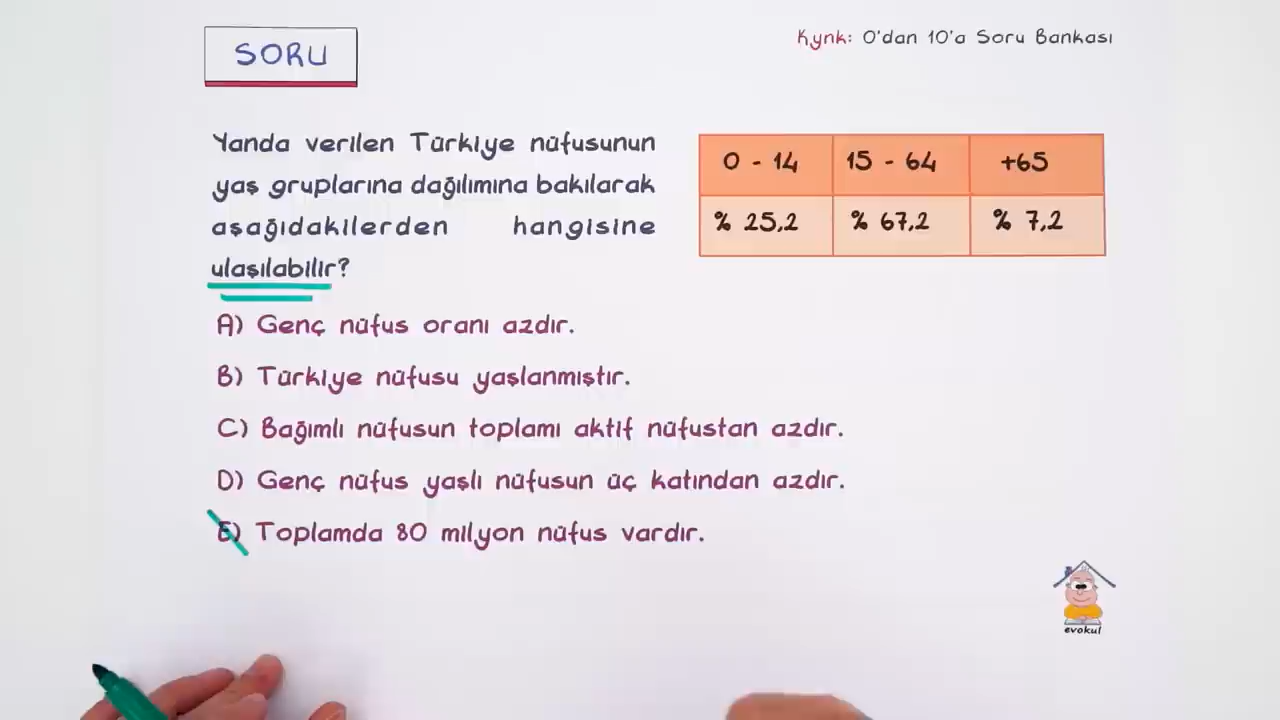 SORU
Kynk: 0'dan 10'a Soru Bankası
Yanda verilen Türkiye nüfusunun
yaş gruplarına dağılımına bakılarak
aşağıdakilerden hangisine
ulaşılabilir?
0 - 14 15 - 64 +65
% 25,2 % 67,2 % 7,2
A) Genç nüfus oranı azdır.
B) Türkiye nüfusu yaşlanmıştır.
C) Bağımlı nüfusun toplamı aktif nüfustan azdır.
D) Genç nüfus yaşlı nüfusun üç katından azdır.
E) Toplamda 80 milyon nüfus vardır.
evokul